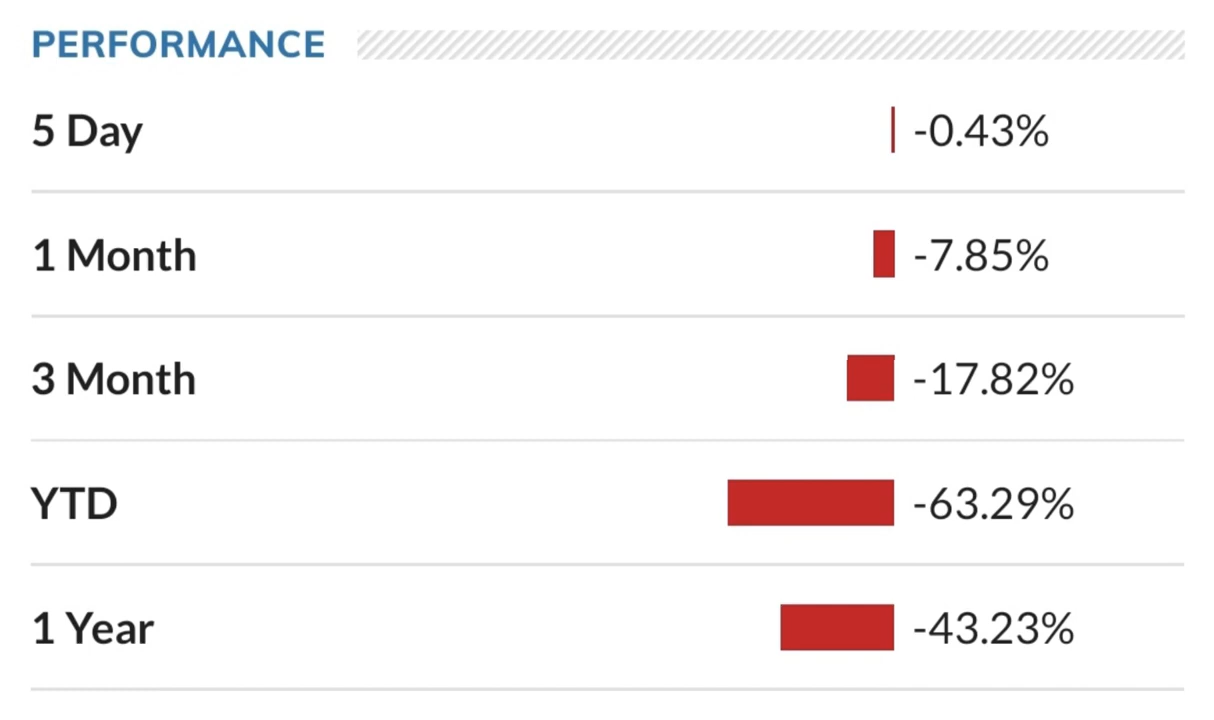 PERFORMANCE
5 Day -0.43%
1 Month -7.85%
3 Month -17.82%
YTD -63.29%
1 Year -43.23%